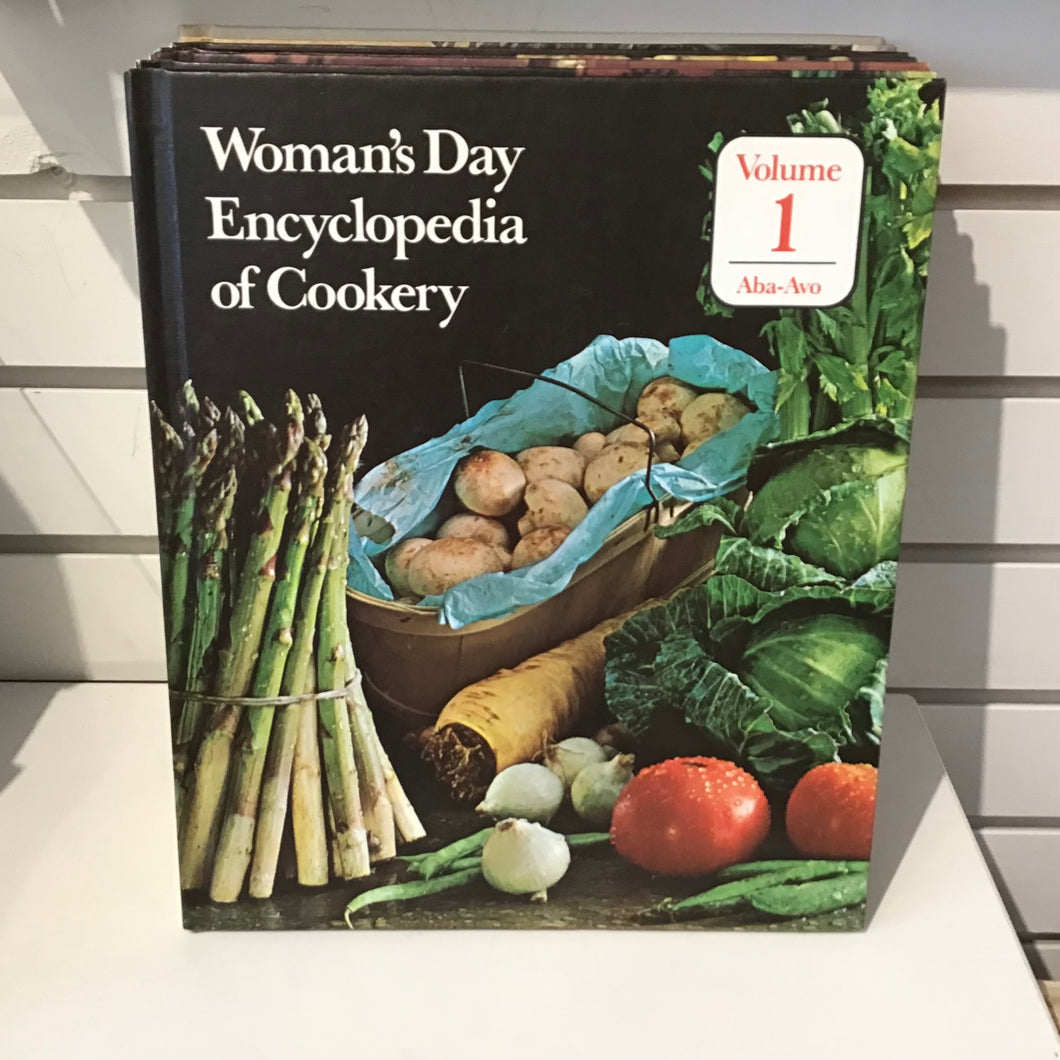 Woman's Day
Encyclopedia
of Cookery
Volume
1
Aba-Avo